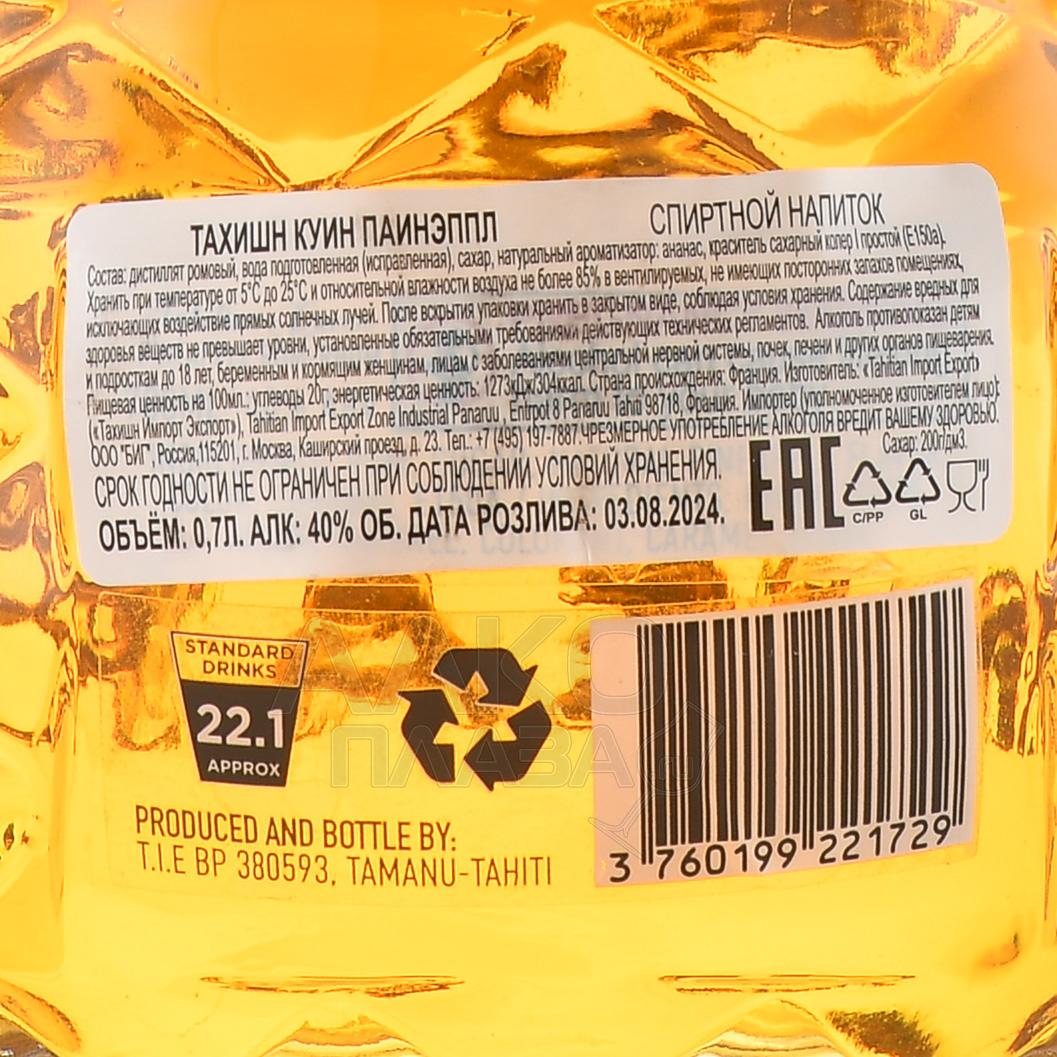 ТАХИШН КУИН ПАИНЭППЛ СПИРТНОЙ НАПИТОК
Состав: дистиллят ромовый, вода подготовленная (исправленная), сахар, натуральный ароматизатор: ананас, краситель сахарный колер I простой (Е150а).
Хранить при температуре от 5°С до 25°С и относительной влажности воздуха не более 85% в вентилируемых, не имеющих посторонних запахов помещениях,
исключающих воздействие прямых солнечных лучей. После вскрытия упаковки хранить в закрытом виде, соблюдая условия хранения. Содержание вредных для
здоровья веществ не превышает уровни, установленные обязательными требованиями действующих технических регламентов. Алкоголь противопоказан детям
и подросткам до 18 лет, беременным и кормящим женщинам, лицам с заболеваниями центральной нервной системы, почек, печени и других органов пищеварения.
Пищевая ценность на 100мл.: углеводы 20г; энергетическая ценность: 1273кДж/304ккал. Страна происхождения: Франция. Изготовитель: «Tahitian Import Export»
(«Тахишн Импорт Экспорт»), Tahitian Import Export Zone Industrial Panaruu , Entrpot 8 Panaruu Tahiti 98718, Франция. Импортер (уполномоченное изготовителем лицо):
ООО "БИГ", Россия,115201, г. Москва, Каширский проезд, д. 23. Тел.: +7 (495) 197-7887.ЧРЕЗМЕРНОЕ УПОТРЕБЛЕНИЕ АЛКОГОЛЯ ВРЕДИТ ВАШЕМУ ЗДОРОВЬЮ.
Сахар: 200г/дм3.
СРОК ГОДНОСТИ НЕ ОГРАНИЧЕН ПРИ СОБЛЮДЕНИИ УСЛОВИЙ ХРАНЕНИЯ.
ОБЪЁМ: 0,7Л. АЛК: 40% ОБ. ДАТА РОЗЛИВА: 03.08.2024.
EAC
C/PP GL
STANDARD
DRINKS
22.1
APPROX
АЛКО
ПЛАЗА.ru
PRODUCED AND BOTTLE BY:
T.I.E BP 380593, TAMANU-TAHITI
3 760199 221729